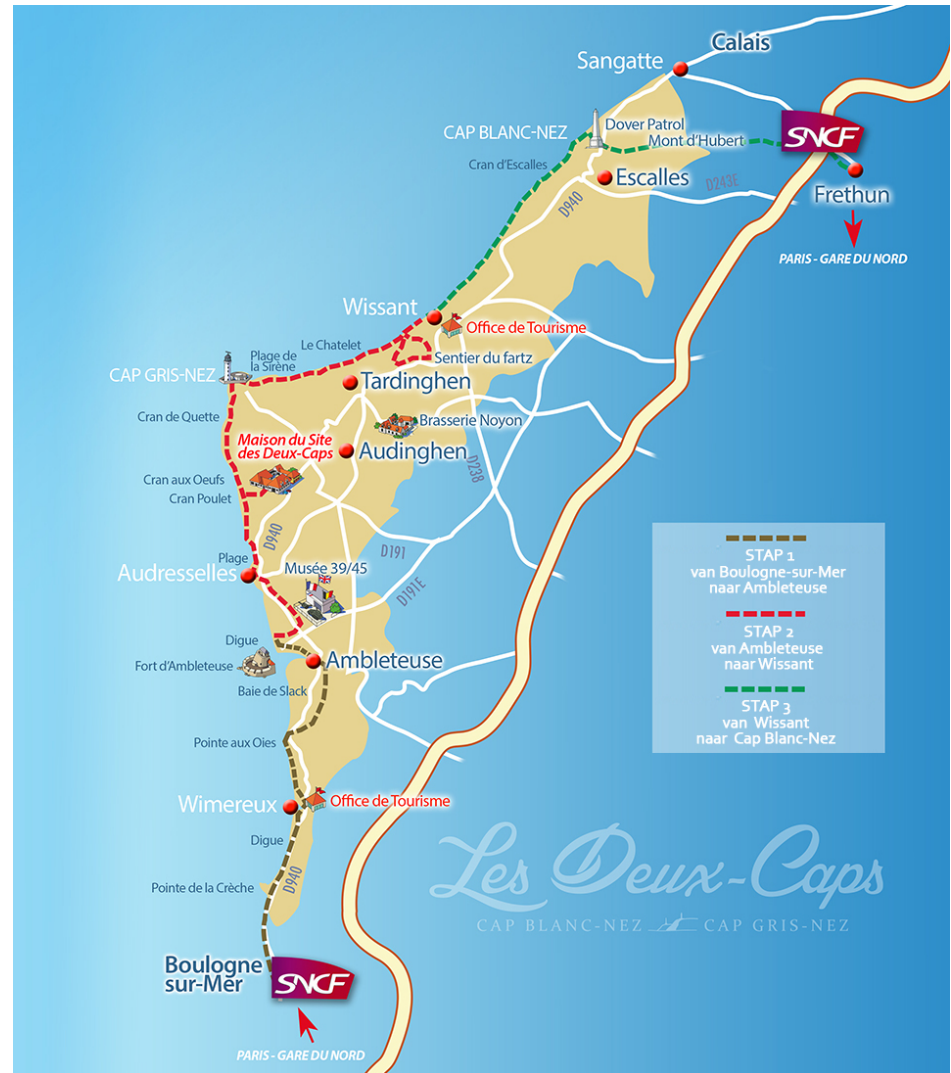 Calais
Sangatte
SNCF
CAP BLANC-NEZ
Dover Patrol
Mont d'Hubert
Cran d'Escalles
Escalles
D243E
Frethun
D940
PARIS - GARE DU NORD
Wissant
Office de Tourisme
Le Chatelet
Plage de
la Sirène
Sentier du fartz
CAP GRIS-NEZ
Tardinghen
Cran de Quette
Brasserie Noyon
Maison du Site
des Deux-Caps
Audinghen
D238
Cran aux Oeufs
Cran Poulet
D940
D191
Plage
Audresselles
Musée 39/45
D191E
STAP 1
van Boulogne-sur-Mer
naar Ambleteuse
STAP 2
van Ambleteuse
naar Wissant
STAP 3
van Wissant
naar Cap Blanc-Nez
Digue
Fort d'Ambleteuse
Ambleteuse
Baie de Slack
Pointe aux Oies
Wimereux
Office de Tourisme
Digue
D940
Pointe de la Crèche
Les Deux-Caps
CAP BLANC-NEZ CAP GRIS-NEZ
Boulogne
sur-Mer
SNCF
PARIS - GARE DU NORD